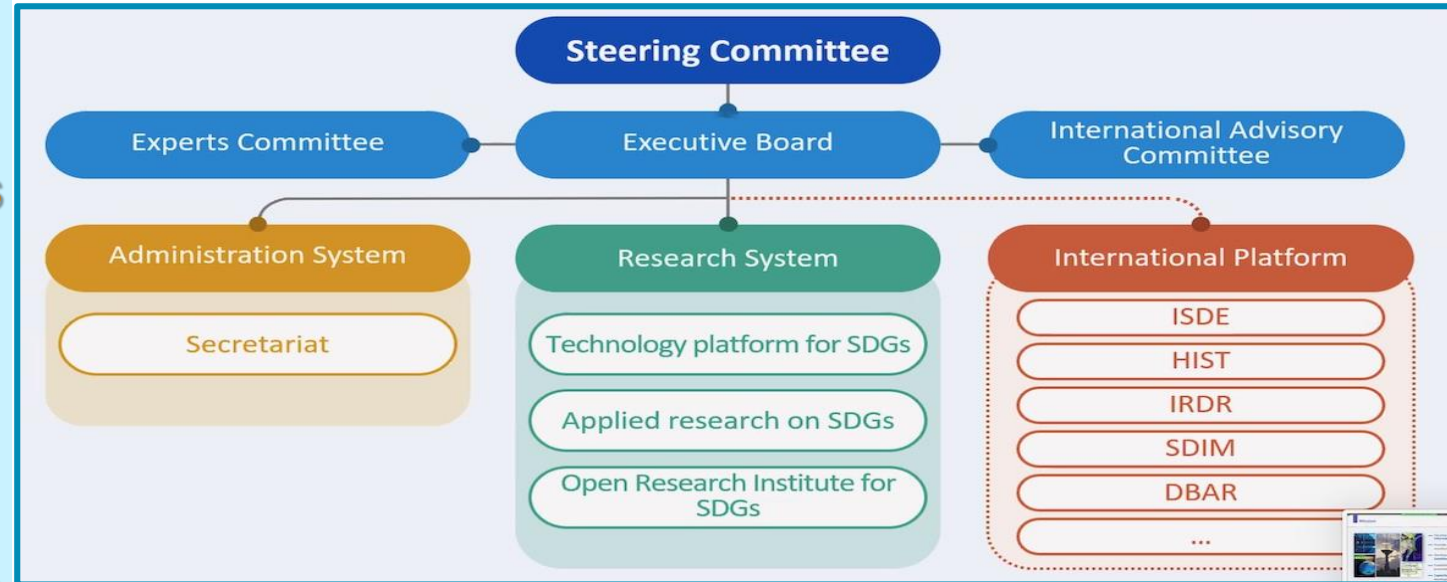 Steering Committee
Experts Committee
Executive Board
International Advisory
Committee
Administration System
Research System
International Platform
Secretariat
Technology platform for SDGs
Applied research on SDGs
Open Research Institute for
SDGs
ISDE
HIST
IRDR
SDIM
DBAR
...